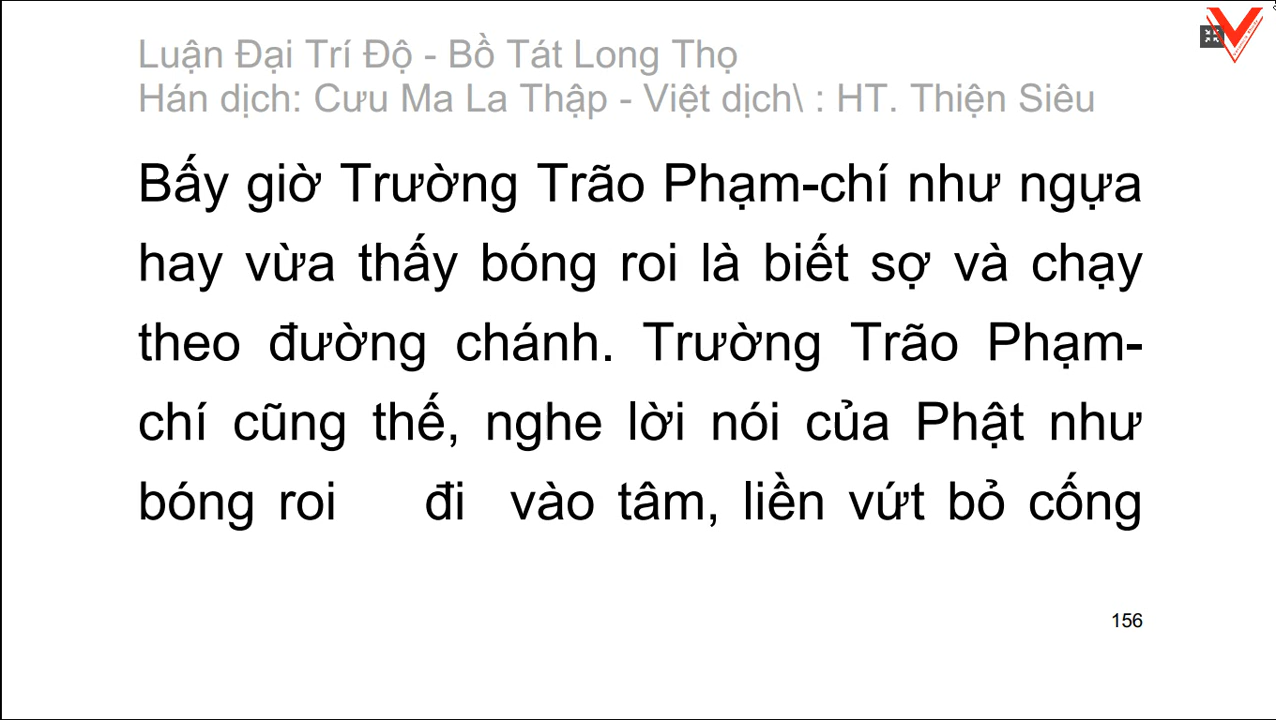 Luận Đại Trí Độ - Bồ Tát Long Thọ
Hán dịch: Cưu Ma La Thập - Việt dịch\ : HT. Thiện Siêu
Bấy giờ Trường Trão Phạm-chí như ngựa
hay vừa thấy bóng roi là biết sợ và chạy
theo đường chánh. Trường Trão Phạm-
chí cũng thế, nghe lời nói của Phật như
bóng roi đi vào tâm, liền vứt bỏ cống
156